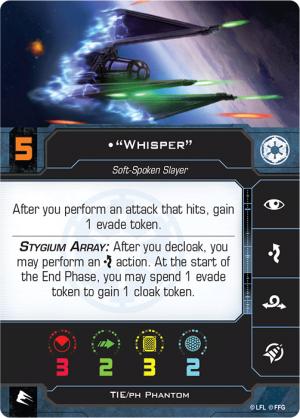 5
•“Whisper”
Soft-Spoken Slayer
After you perform an attack that hits, gain
1 evade token.
Stygium Array: After you decloak, you
may perform an action. At the start of
the End Phase, you may spend 1 evade
token to gain 1 cloak token.
3 2 3 2
TIE/ph Phantom
© LFL © FFG